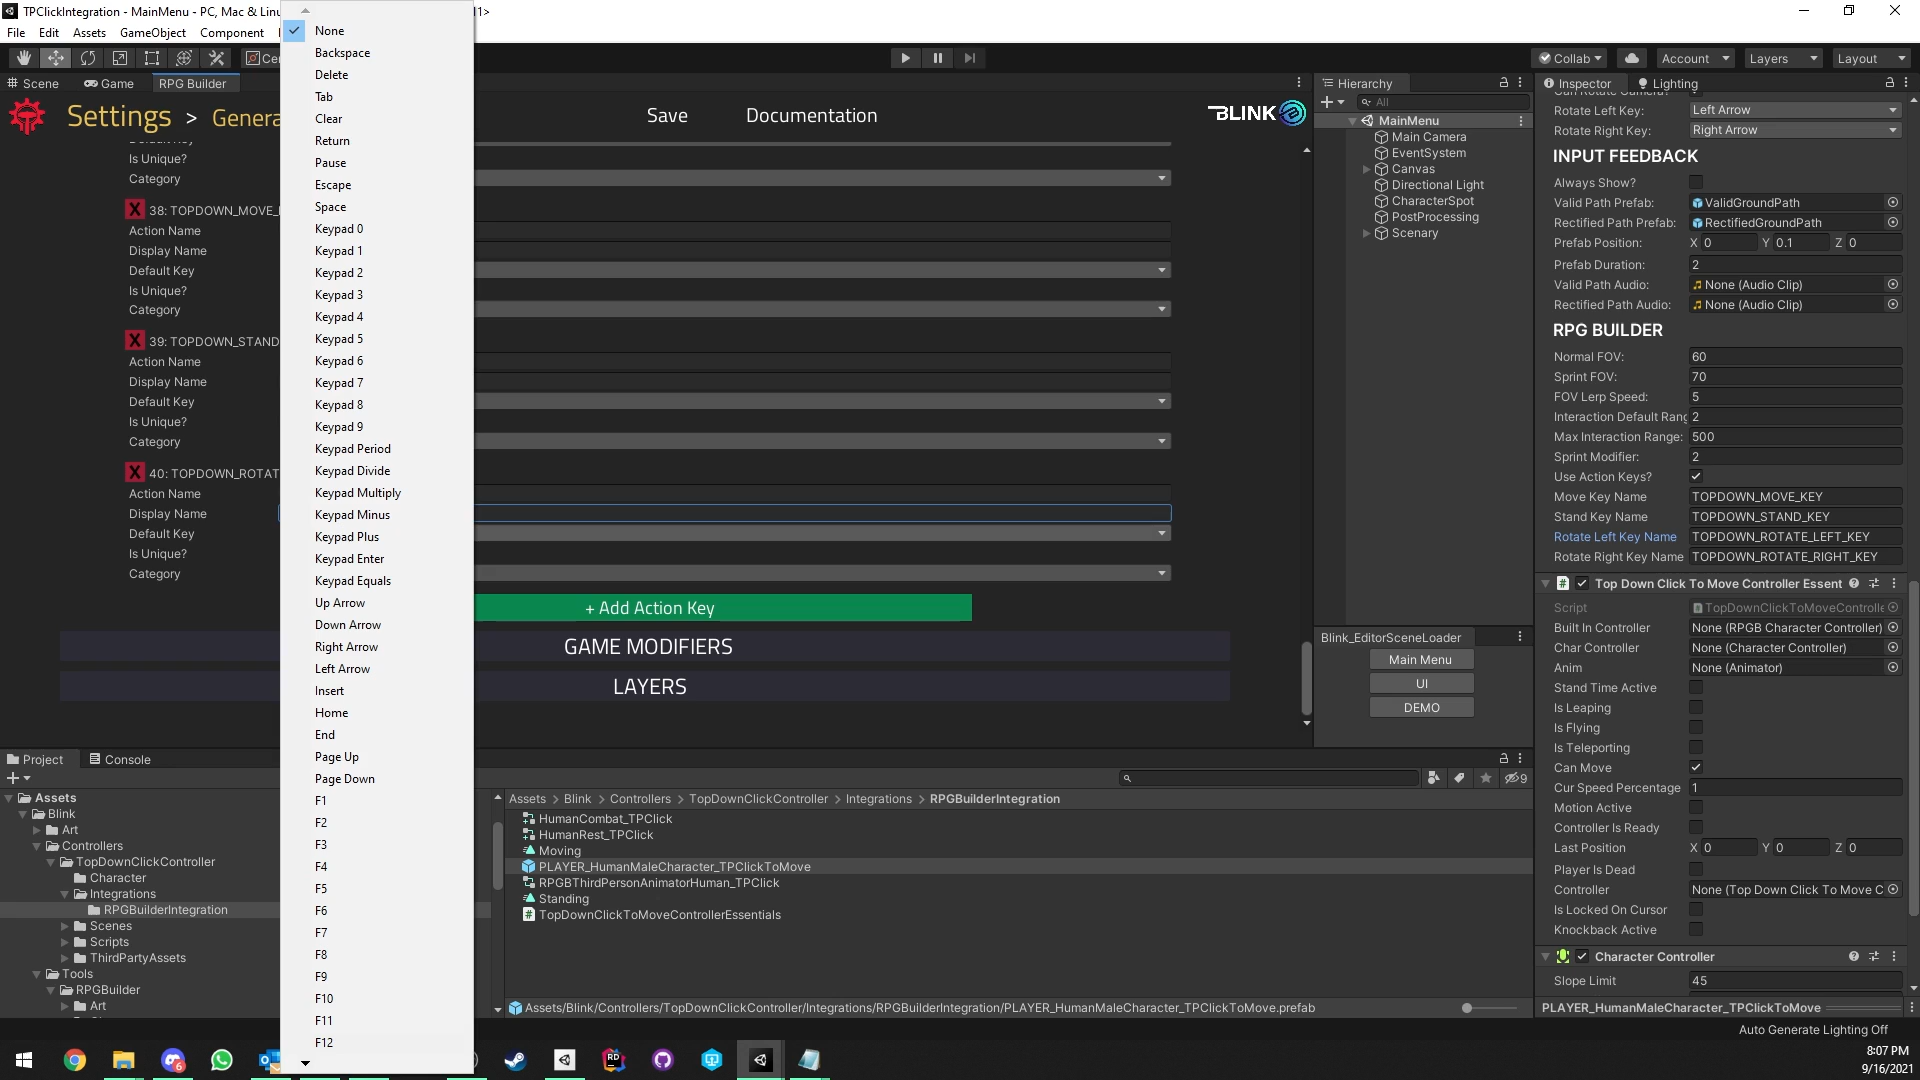 TPClickIntegration - MainMenu - PC, Mac & Linu
1>
File Edit Assets GameObject Component
Collab Account Layers Layout
Scene Game RPG Builder
Settings > Genera
Save Documentation
BLINK
Is Unique?
Category
38: TOPDOWN_MOVE_
Action Name
Display Name
Default Key
Is Unique?
Category
39: TOPDOWN_STAND
Action Name
Display Name
Default Key
Is Unique?
Category
40: TOPDOWN_ROTAT
Action Name
Display Name
Default Key
Is Unique?
Category
+ Add Action Key
GAME MODIFIERS
LAYERS
None
Backspace
Delete
Tab
Clear
Return
Pause
Escape
Space
Keypad 0
Keypad 1
Keypad 2
Keypad 3
Keypad 4
Keypad 5
Keypad 6
Keypad 7
Keypad 8
Keypad 9
Keypad Period
Keypad Divide
Keypad Multiply
Keypad Minus
Keypad Plus
Keypad Enter
Keypad Equals
Up Arrow
Down Arrow
Right Arrow
Left Arrow
Insert
Home
End
Page Up
Page Down
F1
F2
F3
F4
F5
F6
F7
F8
F9
F10
F11
F12
Hierarchy
All
MainMenu
Main Camera
EventSystem
Canvas
Directional Light
CharacterSpot
PostProcessing
Scenary
Blink_EditorSceneLoader
Main Menu
UI
DEMO
Inspector Lighting
Rotate Left Key: Left Arrow
Rotate Right Key: Right Arrow
INPUT FEEDBACK
Always Show?
Valid Path Prefab: ValidGroundPath
Rectified Path Prefab: RectifiedGroundPath
Prefab Position: X 0 Y 0.1 Z 0
Prefab Duration: 2
Valid Path Audio: None (Audio Clip)
Rectified Path Audio: None (Audio Clip)
RPG BUILDER
Normal FOV: 60
Sprint FOV: 70
FOV Lerp Speed: 5
Interaction Default Rang 2
Max Interaction Range: 500
Sprint Modifier: 2
Use Action Keys?
Move Key Name TOPDOWN_MOVE_KEY
Stand Key Name TOPDOWN_STAND_KEY
Rotate Left Key Name TOPDOWN_ROTATE_LEFT_KEY
Rotate Right Key Name TOPDOWN_ROTATE_RIGHT_KEY
Top Down Click To Move Controller Essent
Script TopDownClickToMoveControlle
Built In Controller None (RPGB Character Controller)
Char Controller None (Character Controller)
Anim None (Animator)
Stand Time Active
Is Leaping
Is Flying
Is Teleporting
Can Move
Cur Speed Percentage 1
Motion Active
Controller Is Ready
Last Position X 0 Y 0 Z 0
Player Is Dead
Controller None (Top Down Click To Move C
Is Locked On Cursor
Knockback Active
Character Controller
Slope Limit 45
PLAYER_HumanMaleCharacter_TPClickToMove
Project Console
9
Assets
Blink
Art
Controllers
TopDownClickController
Character
Integrations
RPGBuilderIntegration
Scenes
Scripts
ThirdPartyAssets
Tools
RPGBuilder
Art
Assets > Blink > Controllers > TopDownClickController > Integrations > RPGBuilderIntegration
HumanCombat_TPClick
HumanRest_TPClick
Moving
PLAYER_HumanMaleCharacter_TPClickToMove
RPGBThirdPersonAnimatorHuman_TPClick
Standing
TopDownClickToMoveControllerEssentials
Assets/Blink/Controllers/TopDownClickController/Integrations/RPGBuilderIntegration/PLAYER_HumanMaleCharacter_TPClickToMove.prefab
Auto Generate Lighting Off
8:07 PM
9/16/2021